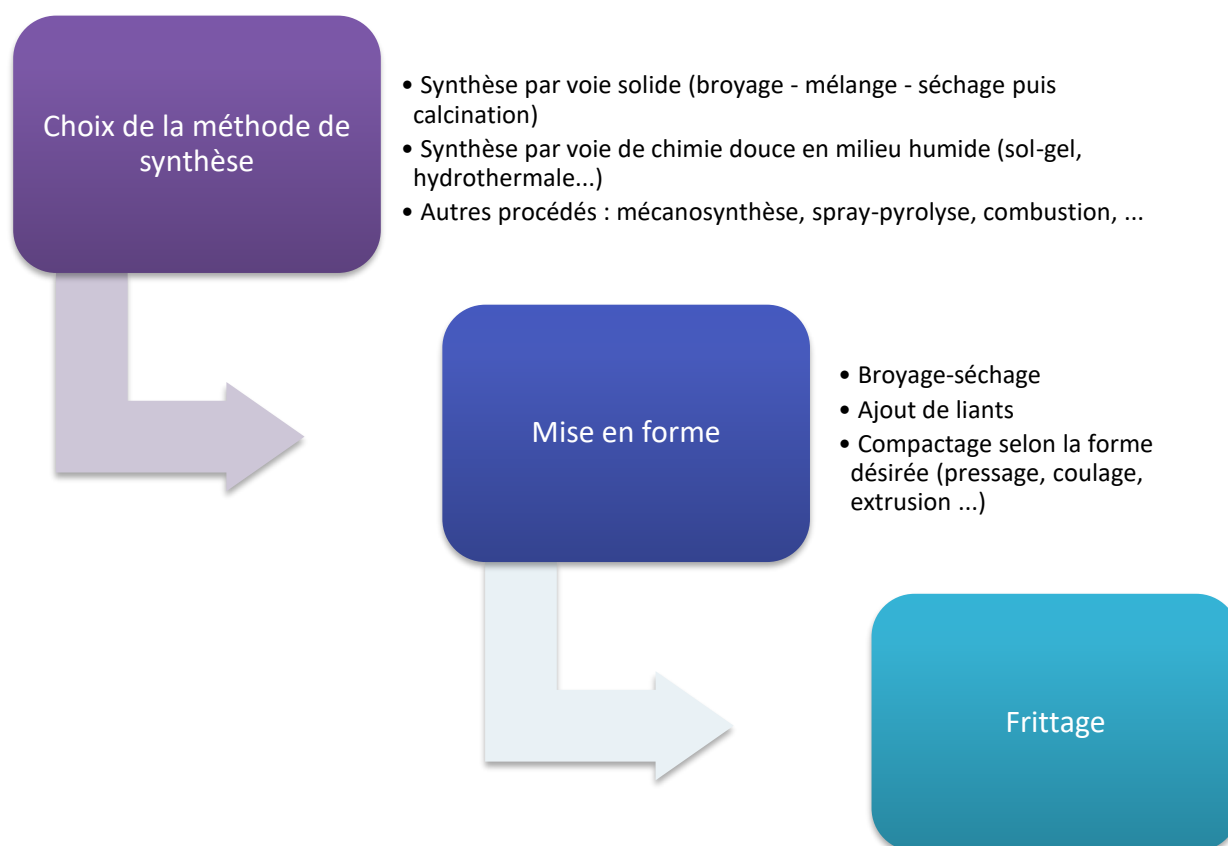 Choix de la méthode de
synthèse
• Synthèse par voie solide (broyage - mélange - séchage puis
calcination)
• Synthèse par voie de chimie douce en milieu humide (sol-gel,
hydrothermale...)
• Autres procédés : mécanosynthèse, spray-pyrolyse, combustion, ...
Mise en forme
• Broyage-séchage
• Ajout de liants
• Compactage selon la forme
désirée (pressage, coulage,
extrusion ...)
Frittage